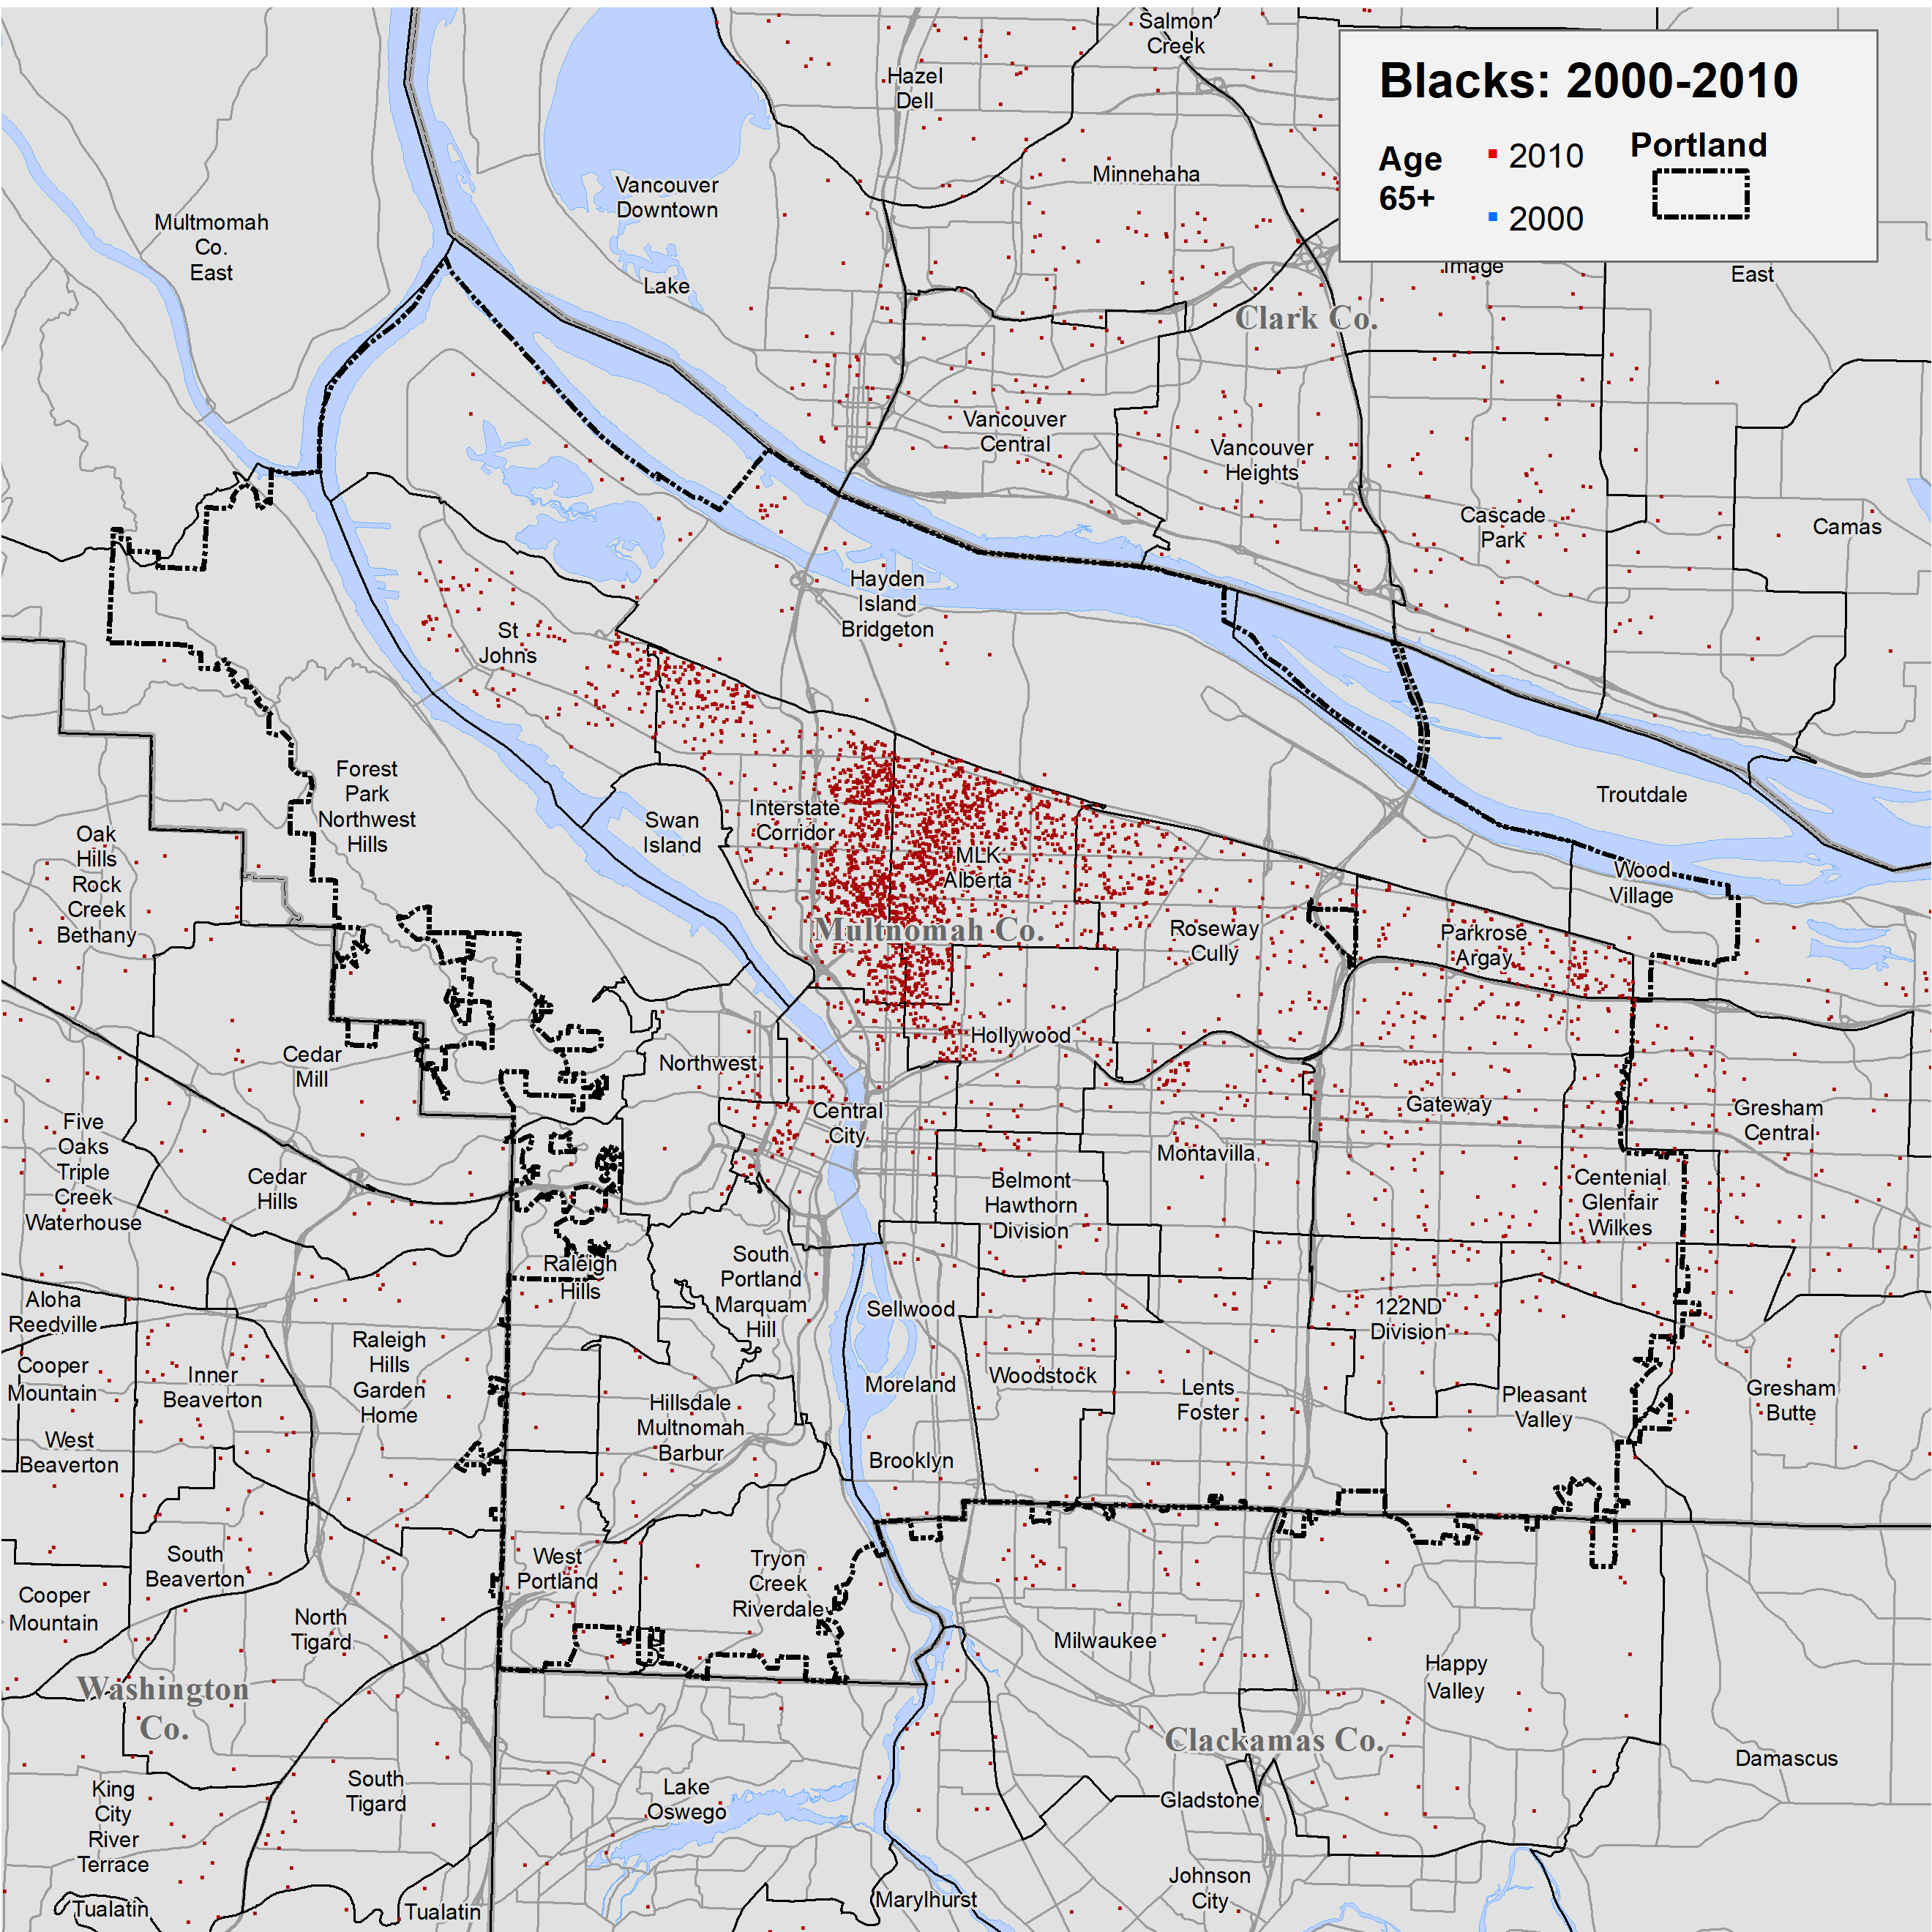 Salmon
Creek
Blacks: 2000-2010
Age
65+
2010
2000
Portland
Hazel
Dell
Minnehaha
Vancouver
Downtown
Lake
Multmomah
Co.
East
Image
East
Clark Co.
Vancouver
Central
Vancouver
Heights
Cascade
Park
Camas
Hayden
Island
Bridgeton
St
Johns
Forest
Park
Northwest
Hills
Swan
Island
Interstate
Corridor
MLK
Alberta
Troutdale
Wood
Village
Oak
Hills
Rock
Creek
Bethany
Multnomah Co.
Roseway
Cully
Parkrose
Argay
Hollywood
Northwest
Cedar
Mill
Central
City
Gateway
Gresham
Central
Five
Oaks
Triple
Creek
Waterhouse
Cedar
Hills
Montavilla
Belmont
Hawthorn
Division
Centenial
Glenfair
Wilkes
Raleigh
Hills
South
Portland
Marquam
Hill
Sellwood
Moreland
Brooklyn
122ND
Division
Aloha
Reedville
Cooper
Mountain
Inner
Beaverton
Raleigh
Hills
Garden
Home
Woodstock
Lents
Foster
Pleasant
Valley
Gresham
Butte
Hillsdale
Multnomah
Barbur
West
Beaverton
South
Beaverton
West
Portland
Tryon
Creek
Riverdale
Cooper
Mountain
North
Tigard
Milwaukee
Happy
Valley
Washington
Co.
Clackamas Co.
Damascus
King
City
River
Terrace
South
Tigard
Lake
Oswego
Gladstone
Johnson
City
Tualatin
Tualatin
Marylhurst